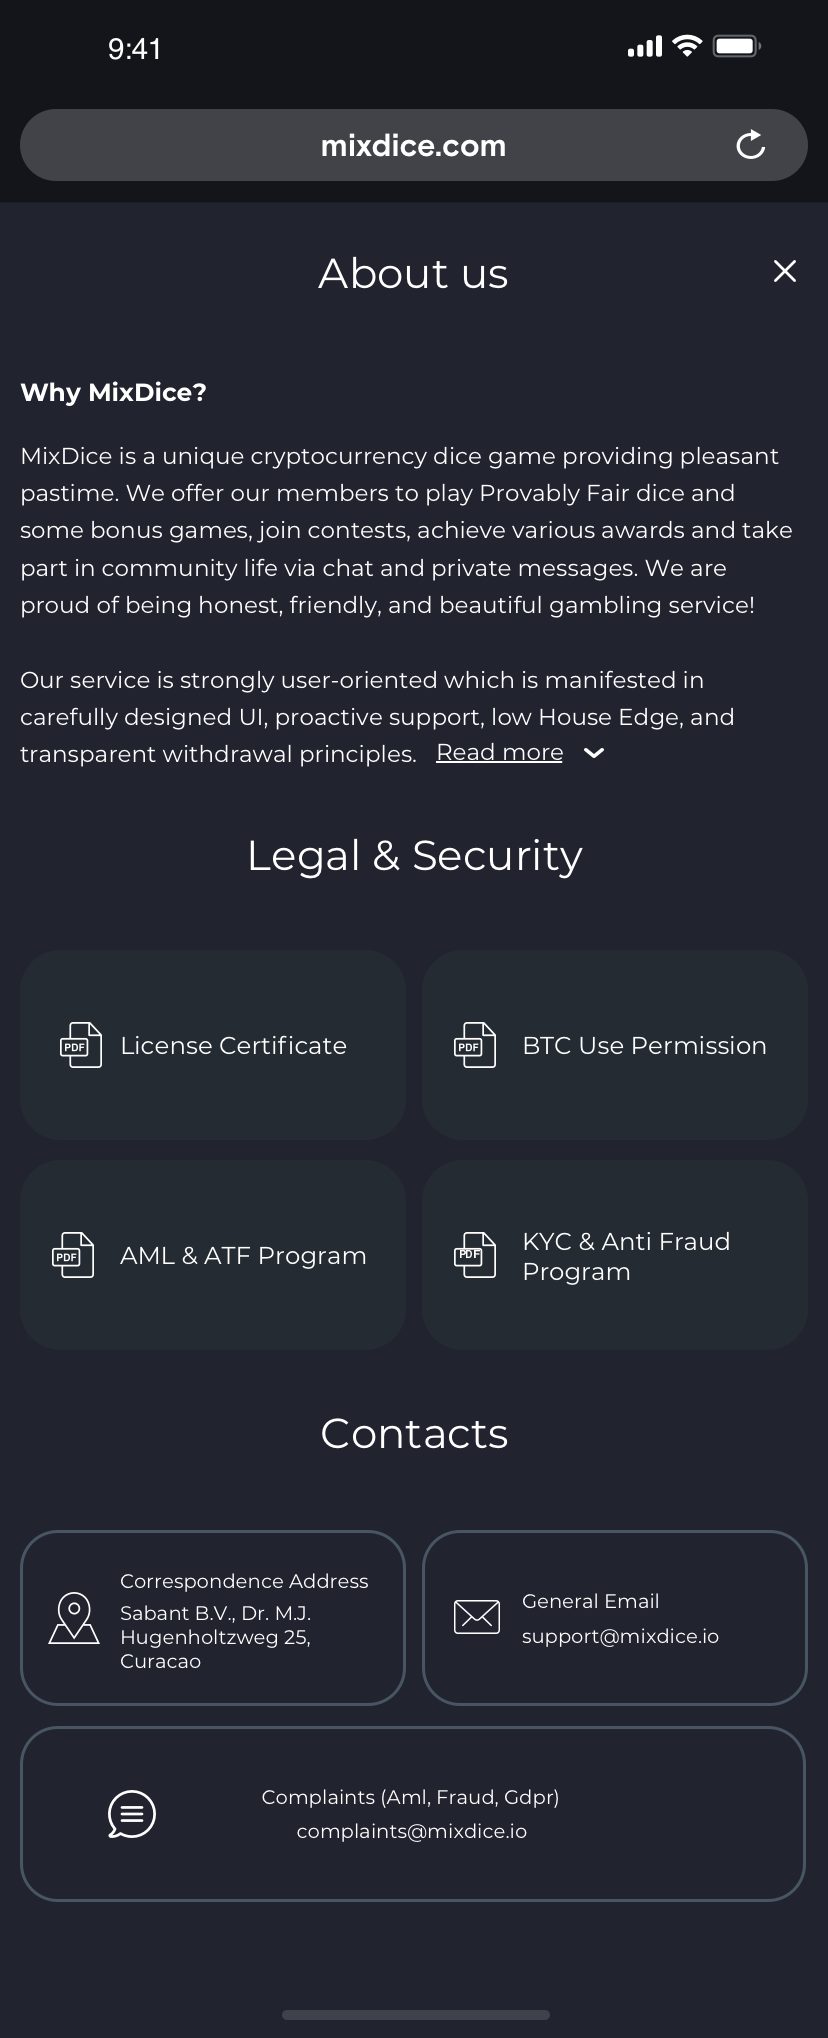 9:41
mixdice.com
About us
Why MixDice?
MixDice is a unique cryptocurrency dice game providing pleasant
pastime. We offer our members to play Provably Fair dice and
some bonus games, join contests, achieve various awards and take
part in community life via chat and private messages. We are
proud of being honest, friendly, and beautiful gambling service!
Our service is strongly user-oriented which is manifested in
carefully designed UI, proactive support, low House Edge, and
transparent withdrawal principles. Read more
Legal & Security
PDF License Certificate
PDF BTC Use Permission
PDF AML & ATF Program
PDF KYC & Anti Fraud
Program
Contacts
Correspondence Address
Sabant B.V., Dr. M.J.
Hugenholtzweg 25,
Curacao
General Email
support@mixdice.io
Complaints (Aml, Fraud, Gdpr)
complaints@mixdice.io